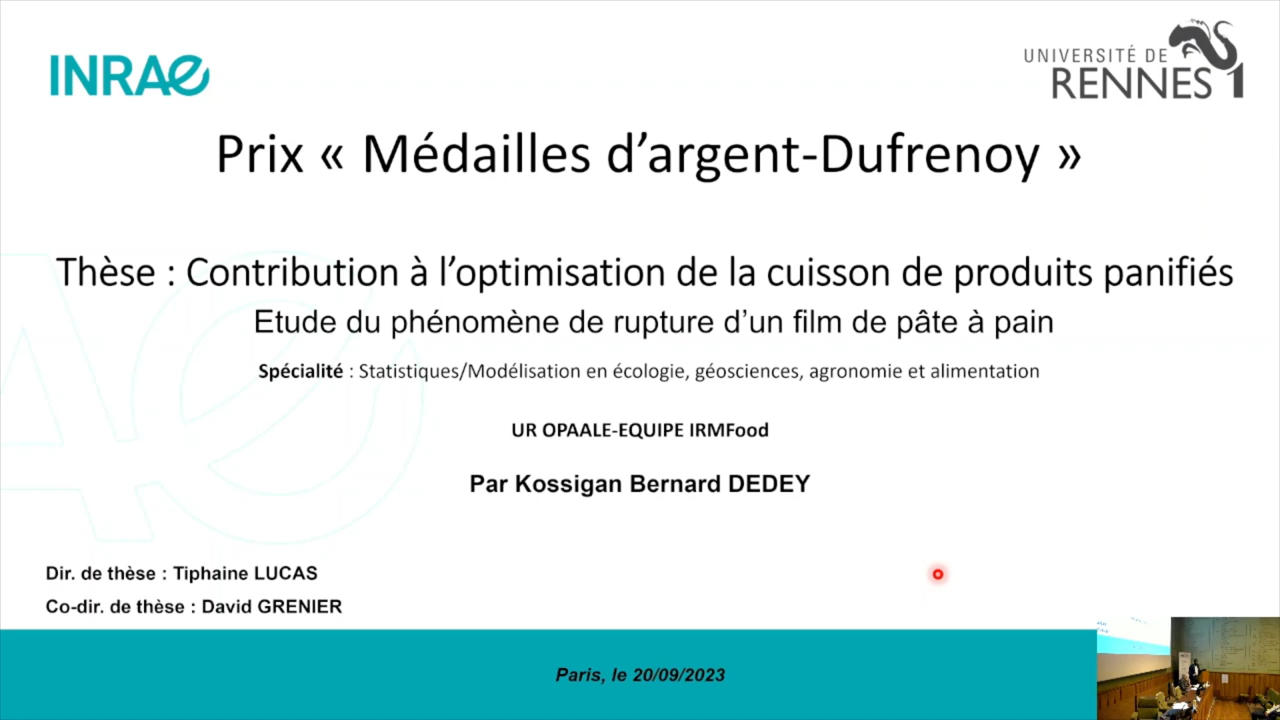 INRAE
UNIVERSITÉ DE
RENNES 1
Prix « Médailles d’argent-Dufrenoy »
Thèse : Contribution à l’optimisation de la cuisson de produits panifiés
Etude du phénomène de rupture d’un film de pâte à pain
Spécialité : Statistiques/Modélisation en écologie, géosciences, agronomie et alimentation
UR OPAALE-EQUIPE IRMFood
Par Kossigan Bernard DEDEY
Dir. de thèse : Tiphaine LUCAS
Co-dir. de thèse : David GRENIER
Paris, le 20/09/2023